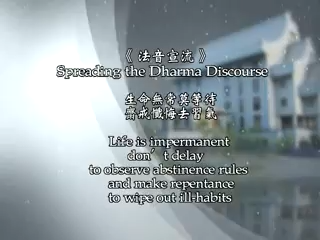 《法音宣流》
Spreading the Dharma Discourse
生命無常莫等待
齋戒懺悔去習氣
Life is impermanent
don't delay
to observe abstinence rules
and make repentance
to wipe out ill-habits